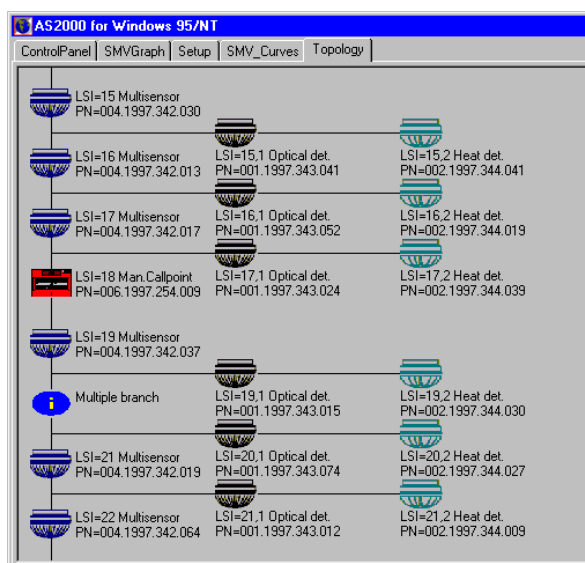 AS2000 for Windows 95/NT
ControlPanel SMVGraph Setup SMV_Curves Topology
LSI=15 Multisensor
PN=004.1997.342.030
LSI=16 Multisensor LSI=15,1 Optical det. LSI=15,2 Heat det.
PN=004.1997.342.013 PN=001.1997.343.041 PN=002.1997.344.041
LSI=17 Multisensor LSI=16,1 Optical det. LSI=16,2 Heat det.
PN=004.1997.342.017 PN=001.1997.343.052 PN=002.1997.344.019
LSI=18 Man.Callpoint LSI=17,1 Optical det. LSI=17,2 Heat det.
PN=006.1997.254.009 PN=001.1997.343.024 PN=002.1997.344.039
LSI=19 Multisensor
PN=004.1997.342.037
Multiple branch LSI=19,1 Optical det. LSI=19,2 Heat det.
PN=001.1997.343.015 PN=002.1997.344.030
LSI=21 Multisensor LSI=20,1 Optical det. LSI=20,2 Heat det.
PN=004.1997.342.019 PN=001.1997.343.074 PN=002.1997.344.027
LSI=22 Multisensor LSI=21,1 Optical det. LSI=21,2 Heat det.
PN=004.1997.342.064 PN=001.1997.343.012 PN=002.1997.344.009